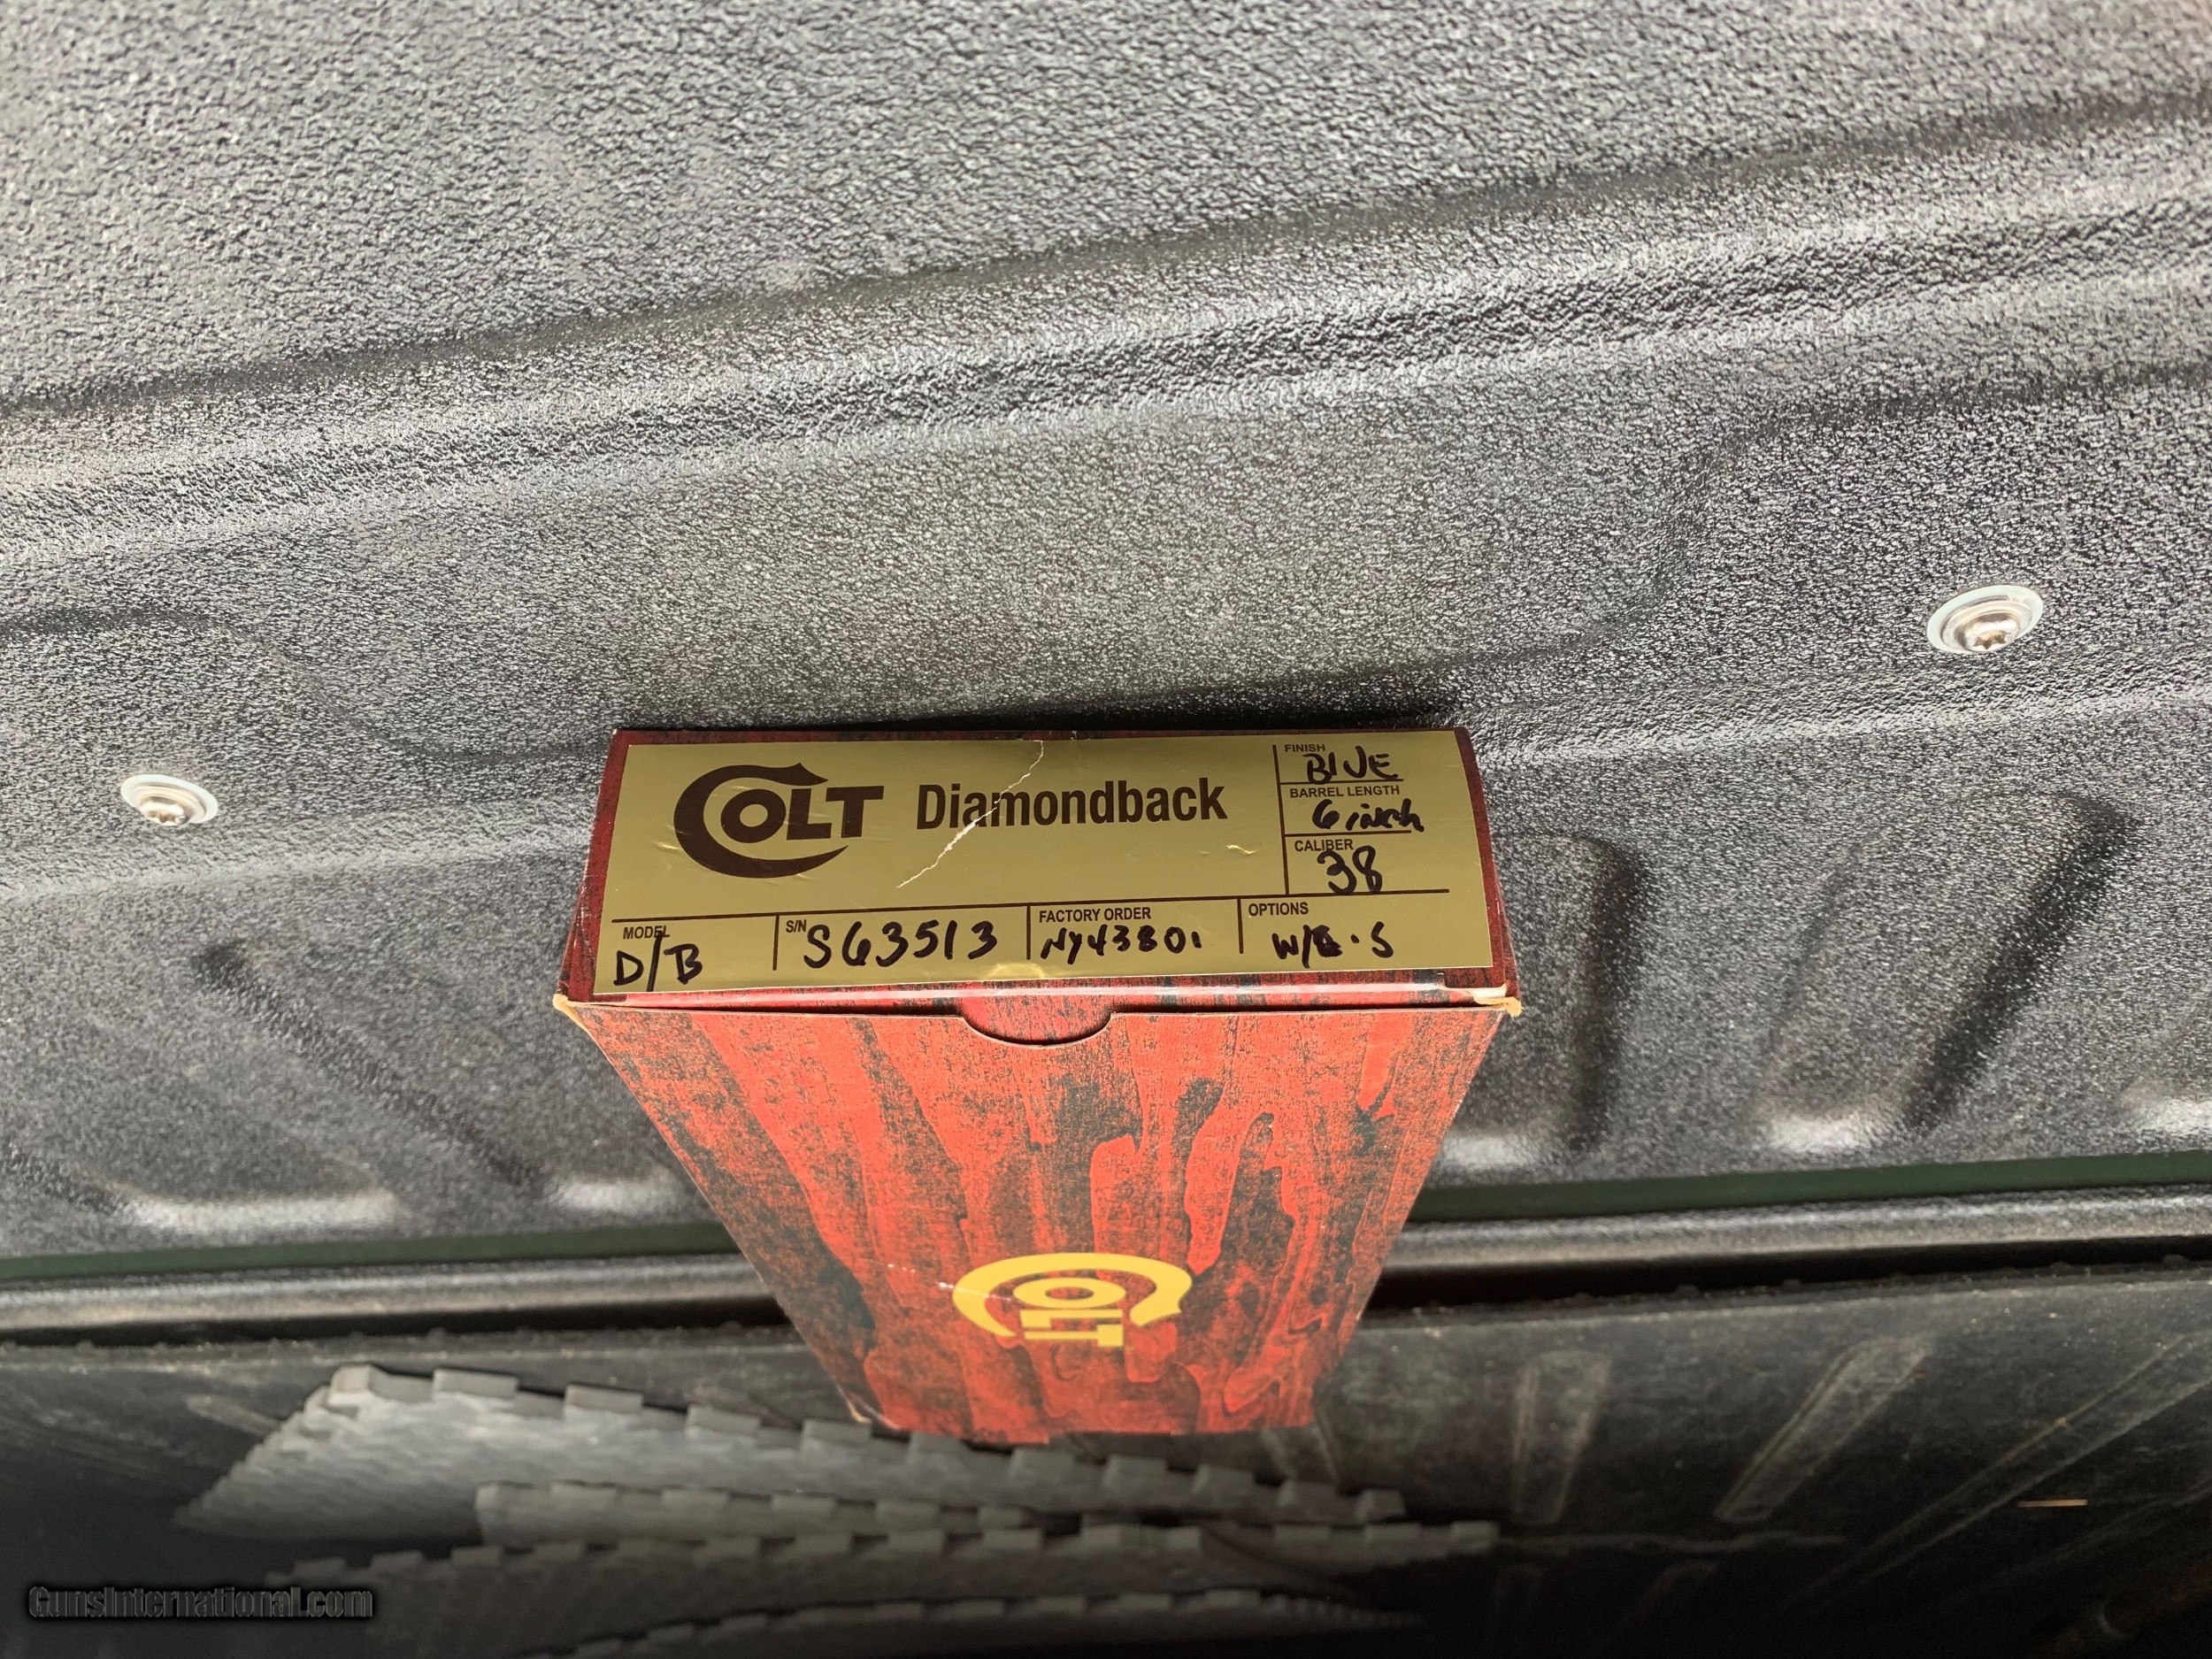 COLT Diamondback
FINISH
BLUE
BARREL LENGTH
6 inch
CALIBER
38
MODEL
D/B
S/N
S63513
FACTORY ORDER
NY43801
OPTIONS
COLT
GunsInternational.com